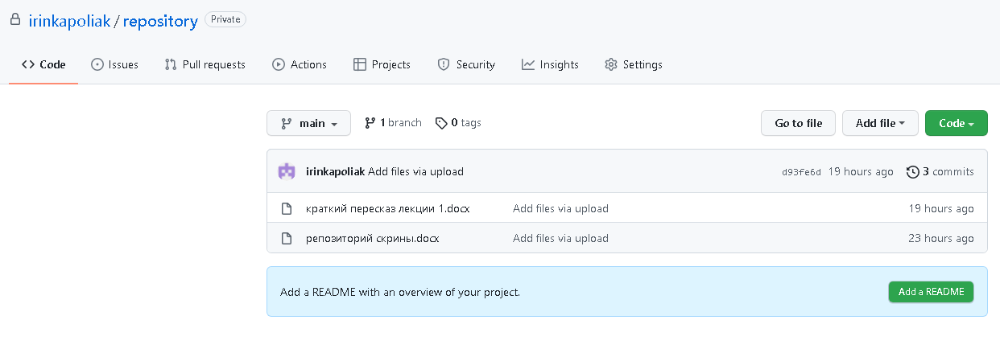 irinkapoliak / repository Private
Code Issues Pull requests Actions Projects Security Insights Settings
main 1 branch 0 tags Go to file Add file Code
irinkapoliak Add files via upload d93fe6d 19 hours ago 3 commits
краткий пересказ лекции 1.docx Add files via upload 19 hours ago
репозиторий скрины.docx Add files via upload 23 hours ago
Add a README with an overview of your project. Add a README